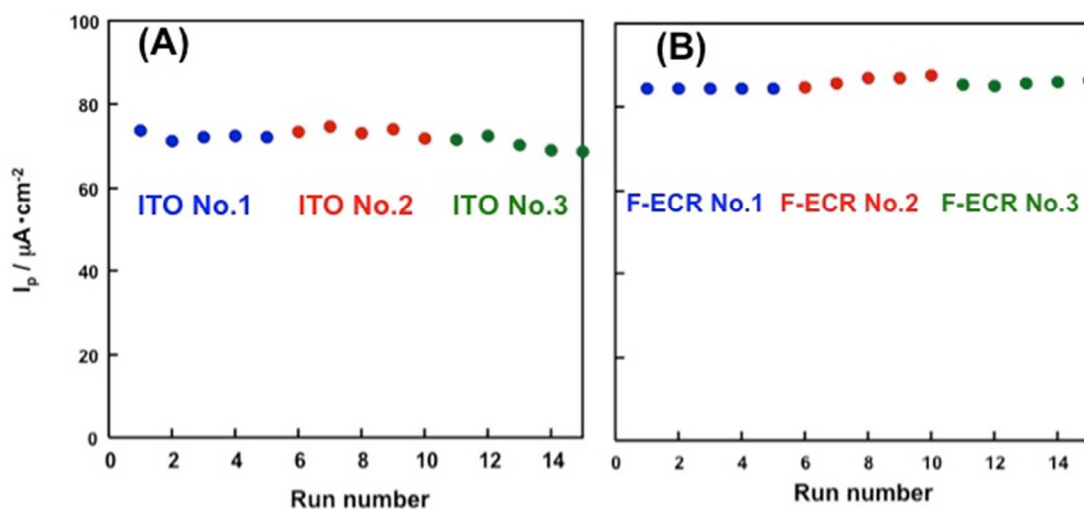 (A)
100
80
60
40
20
0
I_p / μA·cm⁻²
ITO No.1 ITO No.2 ITO No.3
0 2 4 6 8 10 12 14
Run number
(B)
F-ECR No.1 F-ECR No.2 F-ECR No.3
0 2 4 6 8 10 12 14
Run number